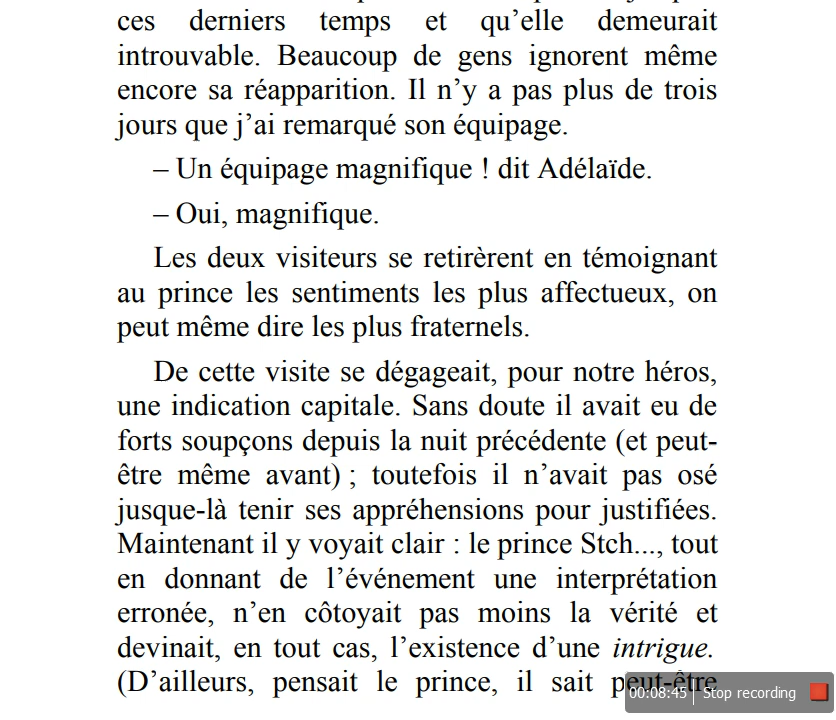 ces derniers temps et qu’elle demeurait
introuvable. Beaucoup de gens ignorent même
encore sa réapparition. Il n’y a pas plus de trois
jours que j’ai remarqué son équipage.
– Un équipage magnifique ! dit Adélaïde.
– Oui, magnifique.
Les deux visiteurs se retirèrent en témoignant
au prince les sentiments les plus affectueux, on
peut même dire les plus fraternels.
De cette visite se dégageait, pour notre héros,
une indication capitale. Sans doute il avait eu de
forts soupçons depuis la nuit précédente (et peut-
être même avant) ; toutefois il n’avait pas osé
jusque-là tenir ses appréhensions pour justifiées.
Maintenant il y voyait clair : le prince Stch..., tout
en donnant de l’événement une interprétation
erronée, n’en côtoyait pas moins la vérité et
devinait, en tout cas, l’existence d’une intrigue.
(D’ailleurs, pensait le prince, il sait peut-être
00:08:45 Stop recording